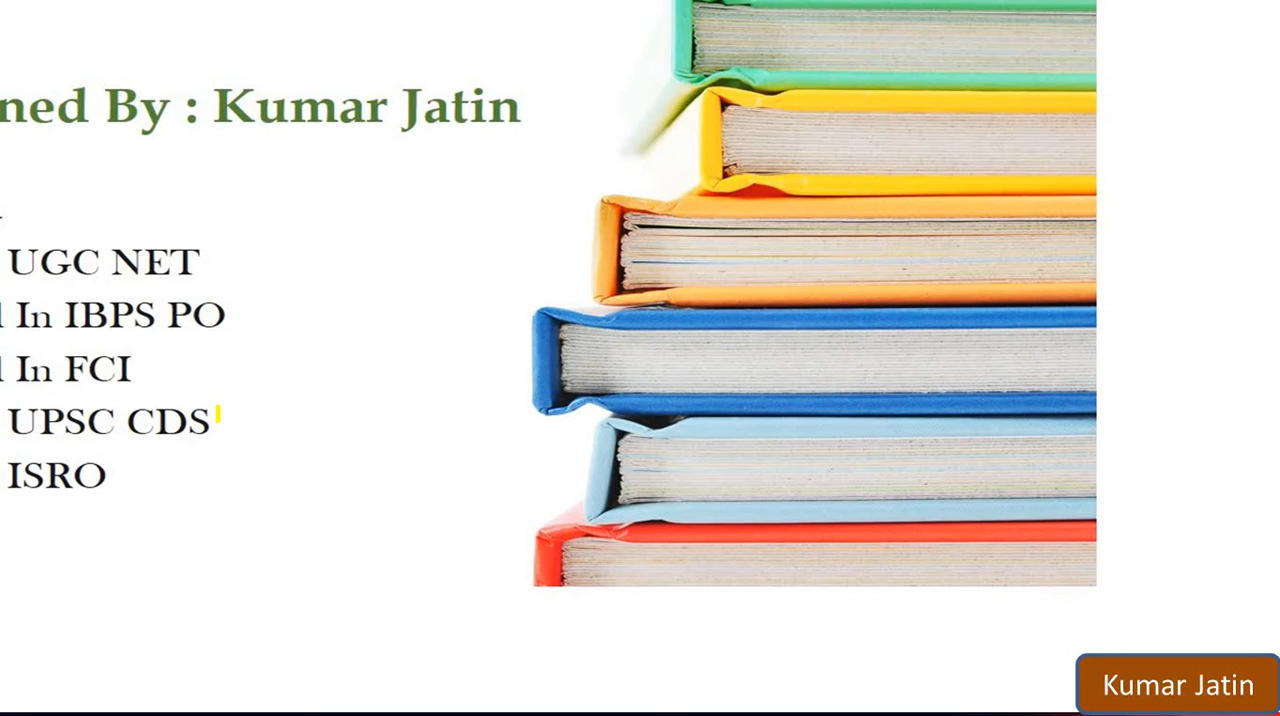 ned By : Kumar Jatin
UGC NET
In IBPS PO
In FCI
UPSC CDS
ISRO
Kumar Jatin